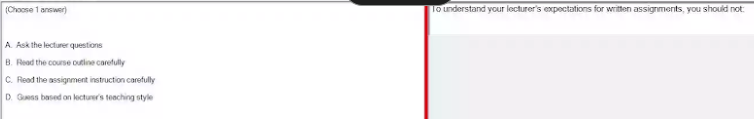 (Choose 1 answer)
A. Ask the lecturer questions
B. Read the course outline carefully
C. Read the assignment instruction carefully
D. Guess based on lecturer's teaching style
To understand your lecturer's expectations for written assignments, you should not: